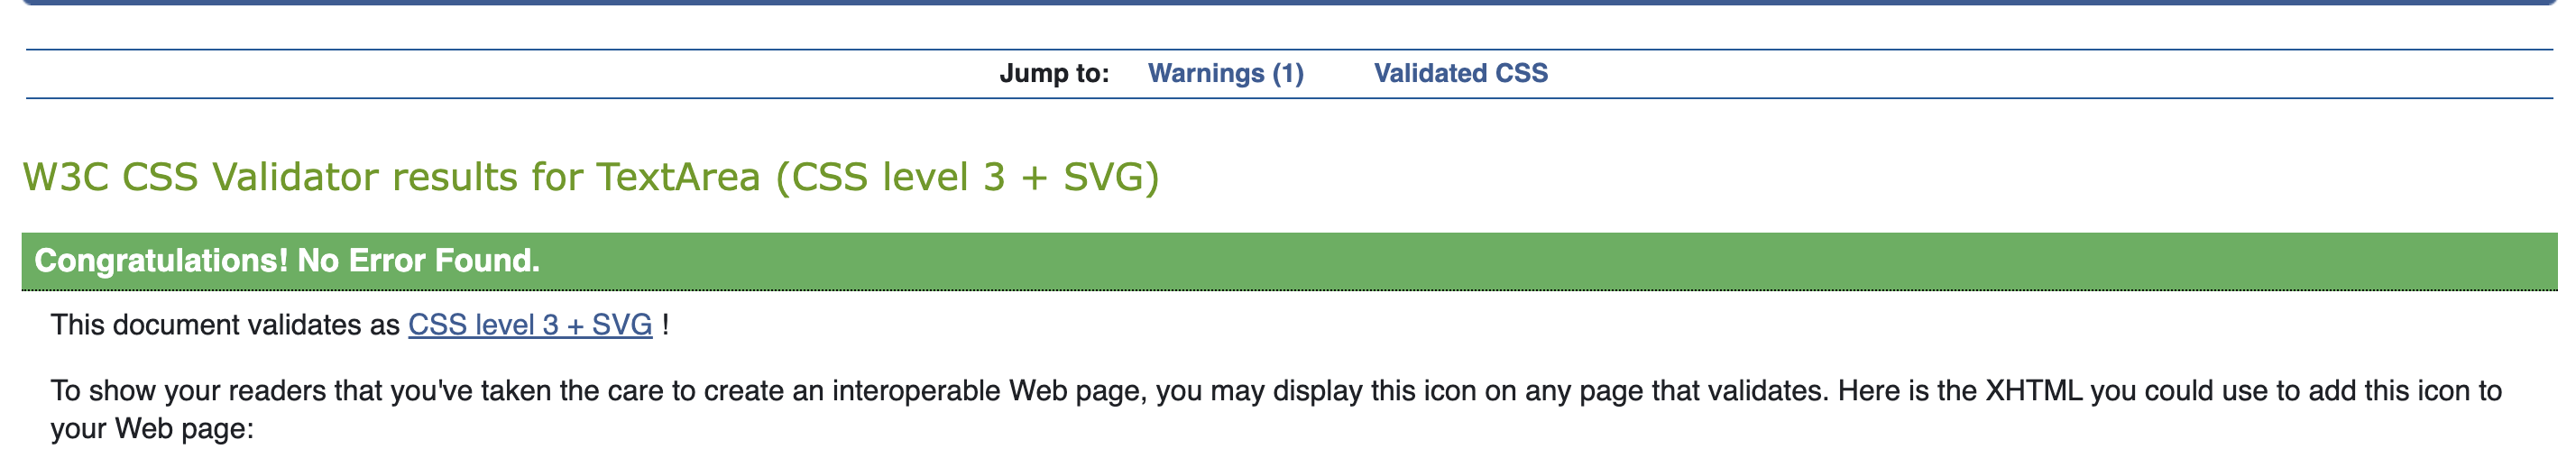 Jump to: Warnings (1) Validated CSS
W3C CSS Validator results for TextArea (CSS level 3 + SVG)
Congratulations! No Error Found.
This document validates as CSS level 3 + SVG !
To show your readers that you've taken the care to create an interoperable Web page, you may display this icon on any page that validates. Here is the XHTML you could use to add this icon to
your Web page: